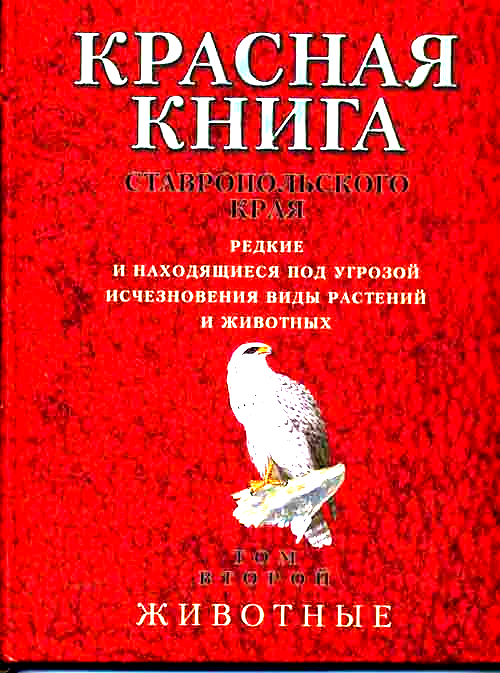 КРАСНАЯ
КНИГА
СТАВРОПОЛЬСКОГО
КРАЯ
РЕДКИЕ
И НАХОДЯЩИЕСЯ ПОД УГРОЗОЙ
ИСЧЕЗНОВЕНИЯ ВИДЫ РАСТЕНИЙ
И ЖИВОТНЫХ
ТОМ
ВТОРОЙ
ЖИВОТНЫЕ